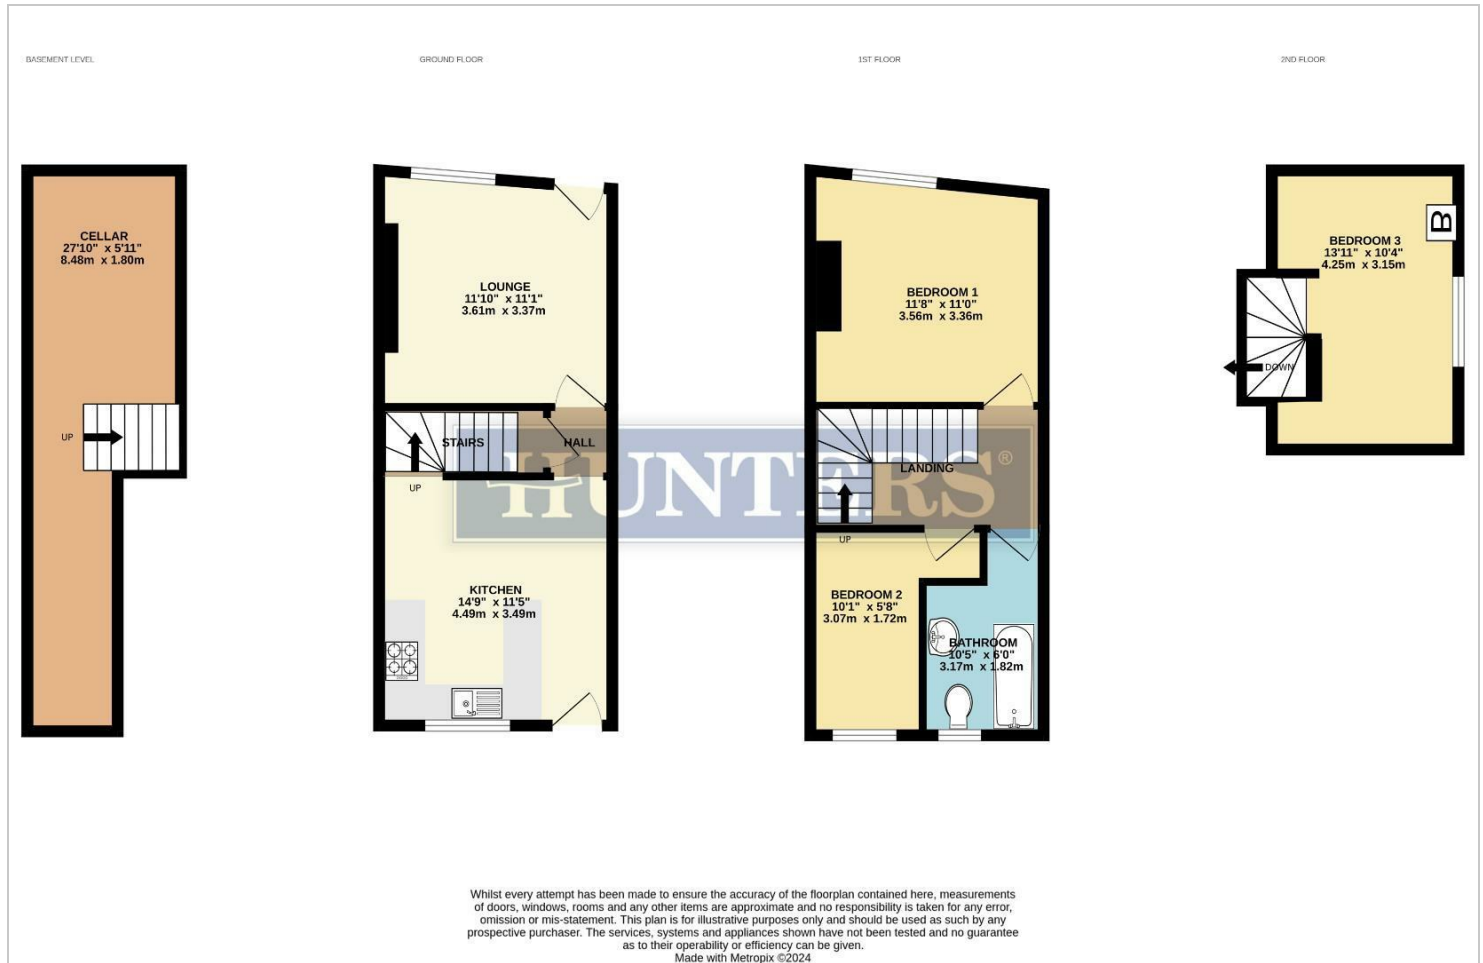 BASEMENT LEVEL
GROUND FLOOR
1ST FLOOR
2ND FLOOR
CELLAR
27'10" x 5'11"
8.48m x 1.80m
UP
LOUNGE
11'10" x 11'1"
3.61m x 3.37m
STAIRS
HALL
UP
KITCHEN
14'9" x 11'5"
4.49m x 3.49m
BEDROOM 1
11'8" x 11'0"
3.56m x 3.36m
LANDING
UP
BEDROOM 2
10'1" x 5'8"
3.07m x 1.72m
BATHROOM
10'5" x 6'0"
3.17m x 1.82m
BEDROOM 3
13'11" x 10'4"
4.25m x 3.15m
B
DOWN
HUNTERS®
Whilst every attempt has been made to ensure the accuracy of the floorplan contained here, measurements
of doors, windows, rooms and any other items are approximate and no responsibility is taken for any error,
omission or mis-statement. This plan is for illustrative purposes only and should be used as such by any
prospective purchaser. The services, systems and appliances shown have not been tested and no guarantee
as to their operability or efficiency can be given.
Made with Metropix ©2024